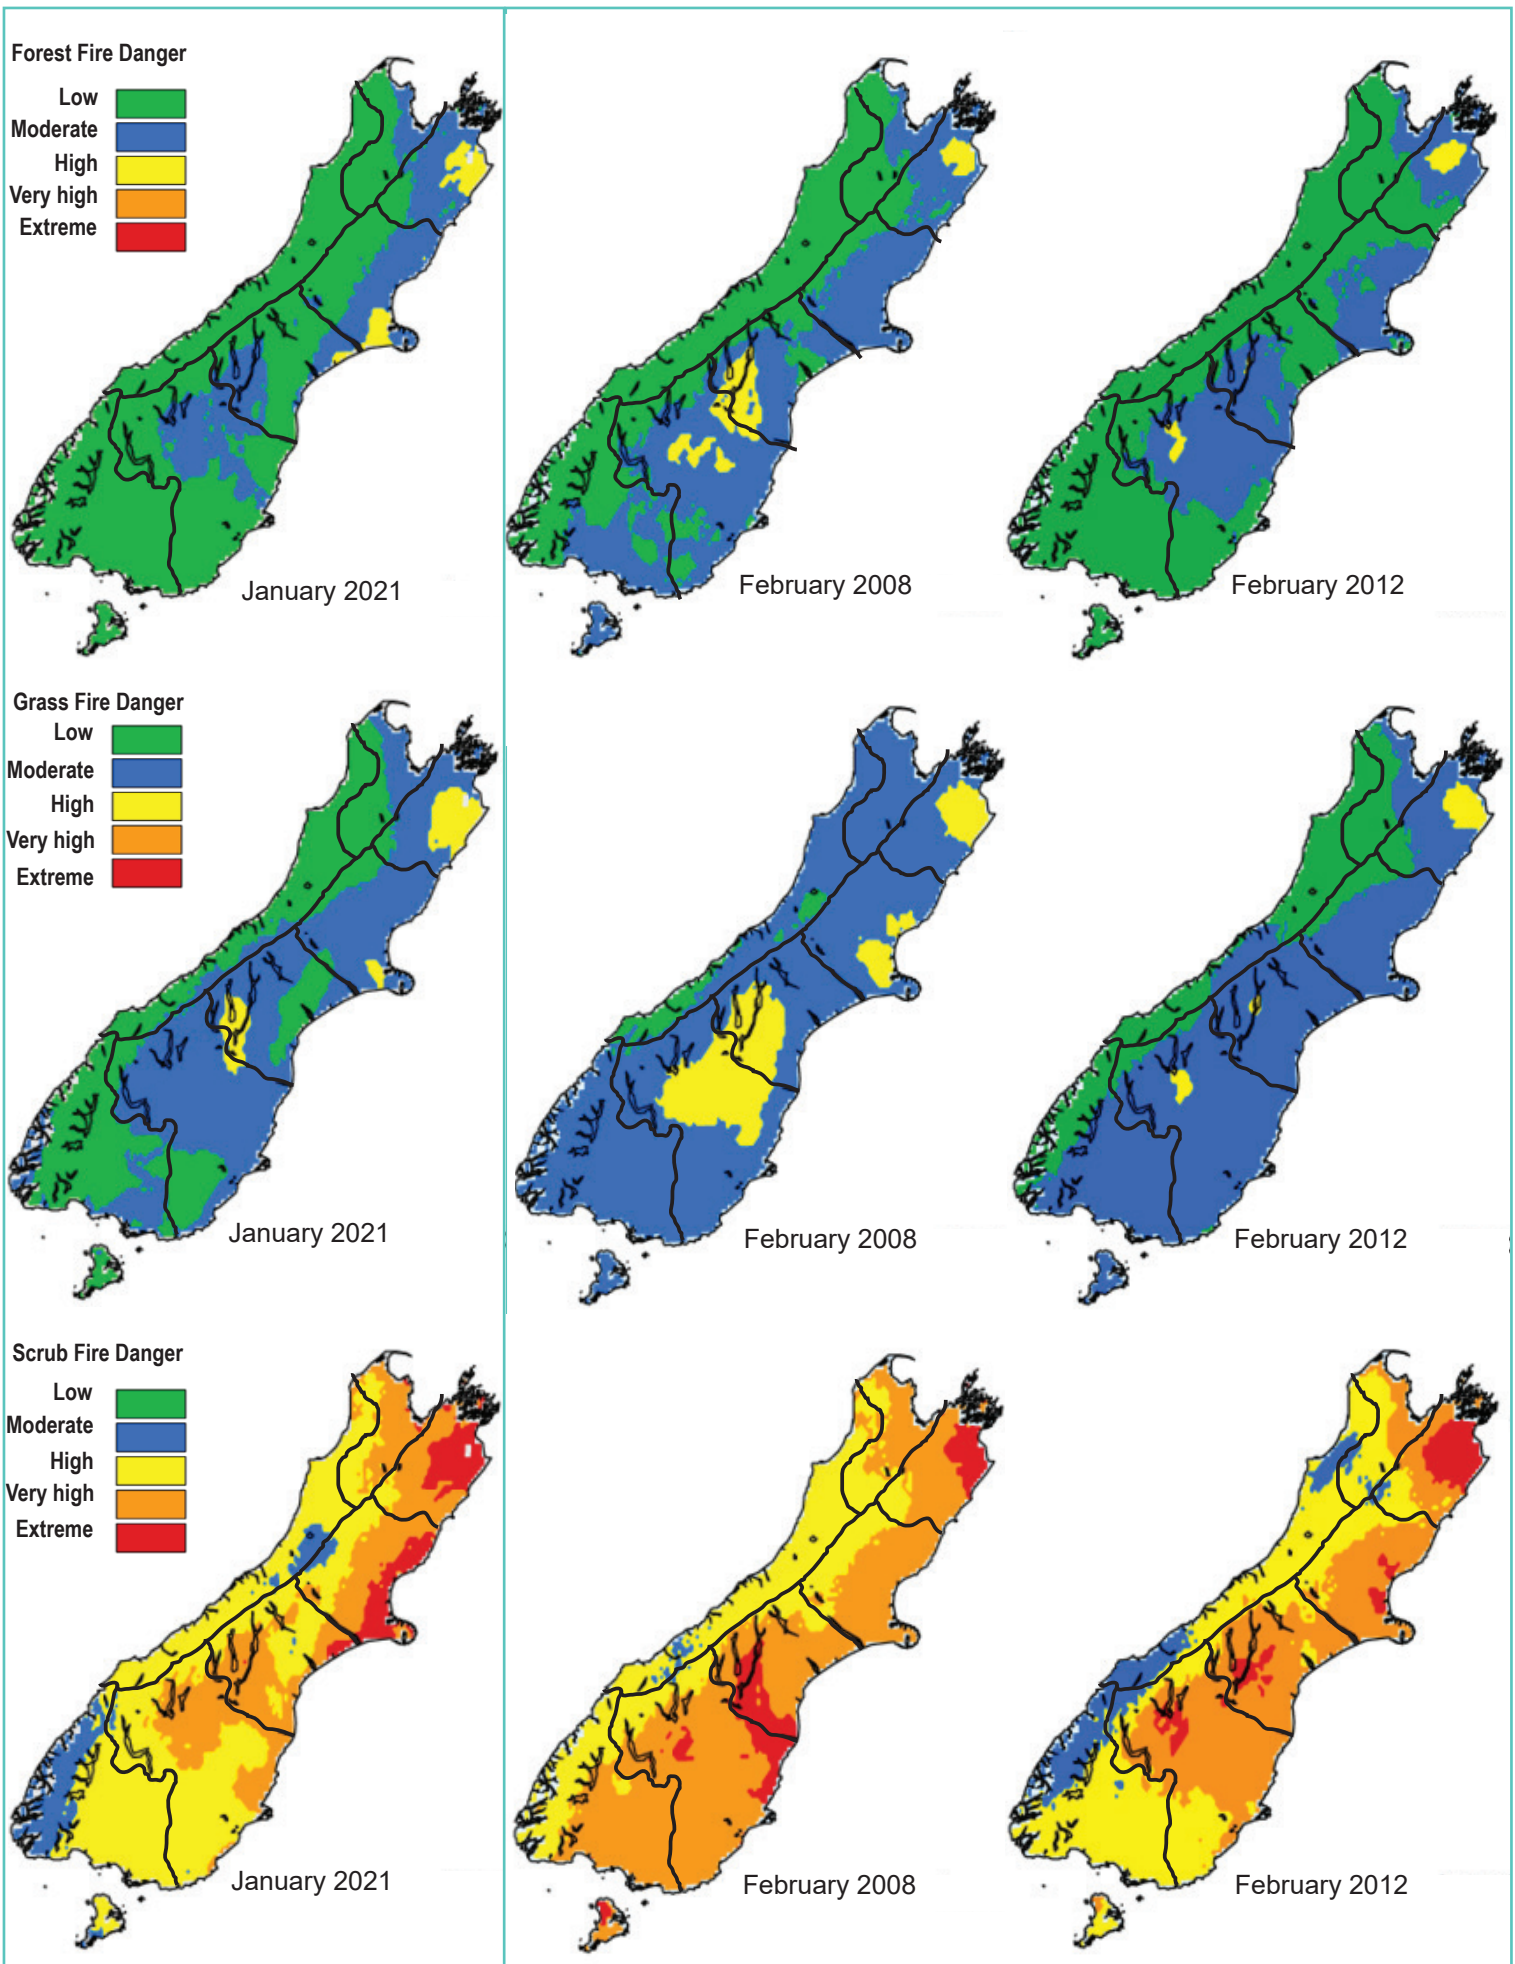 Forest Fire Danger
Low
Moderate
High
Very high
Extreme
January 2021
February 2008
February 2012
Grass Fire Danger
Low
Moderate
High
Very high
Extreme
January 2021
February 2008
February 2012
Scrub Fire Danger
Low
Moderate
High
Very high
Extreme
January 2021
February 2008
February 2012